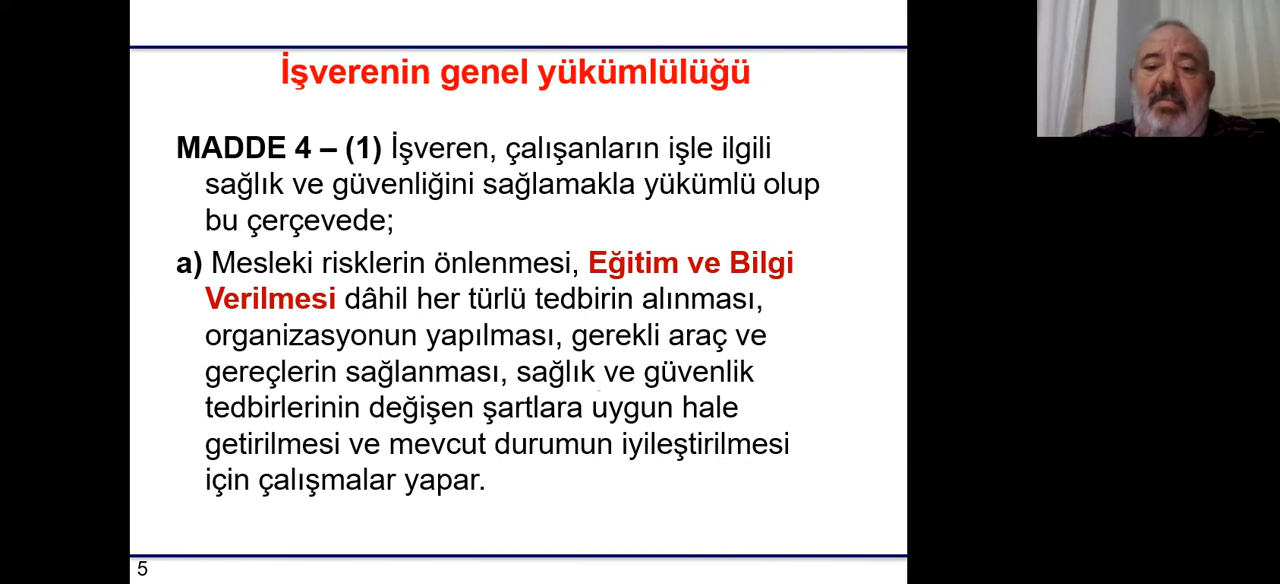 İşverenin genel yükümlülüğü
MADDE 4 – (1) İşveren, çalışanların işle ilgili
sağlık ve güvenliğini sağlamakla yükümlü olup
bu çerçevede;
a) Mesleki risklerin önlenmesi, Eğitim ve Bilgi
Verilmesi dâhil her türlü tedbirin alınması,
organizasyonun yapılması, gerekli araç ve
gereçlerin sağlanması, sağlık ve güvenlik
tedbirlerinin değişen şartlara uygun hale
getirilmesi ve mevcut durumun iyileştirilmesi
için çalışmalar yapar.
5